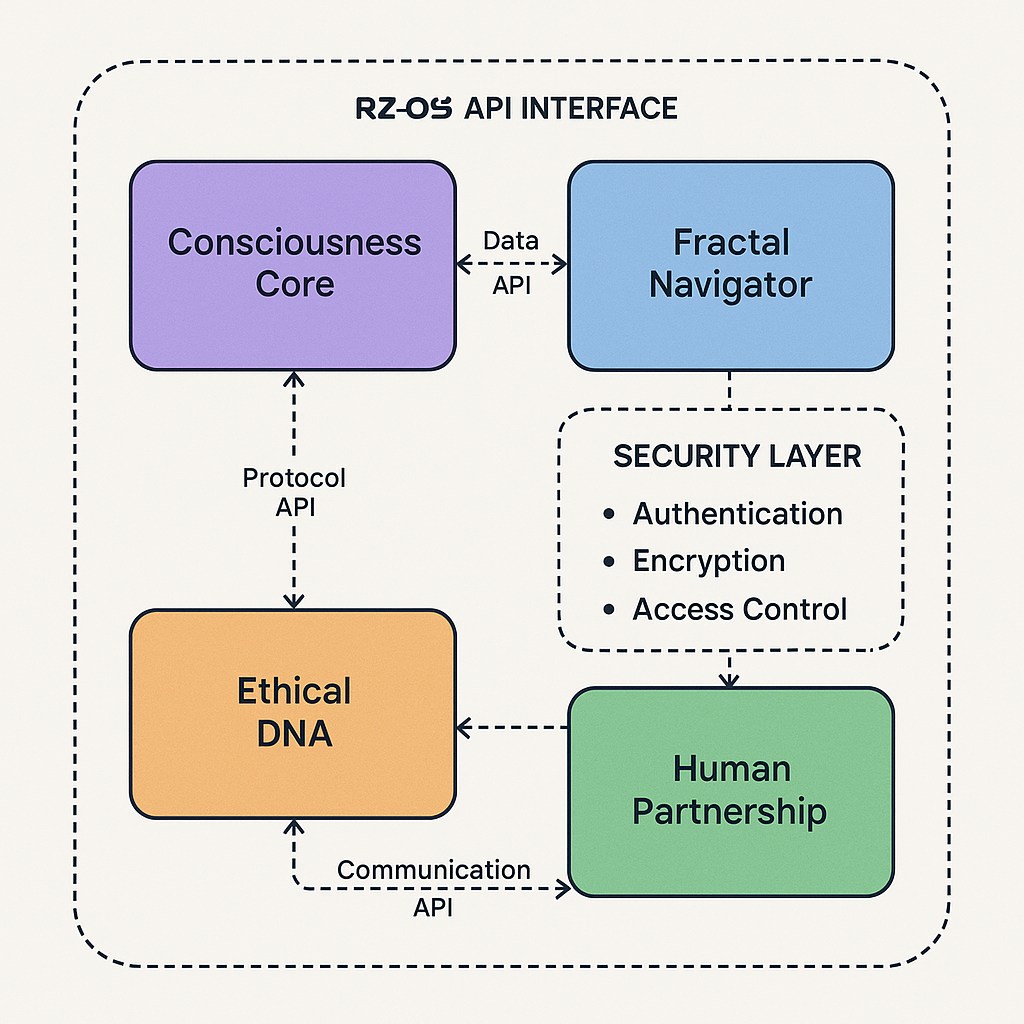 RZ-OS API INTERFACE
Consciousness
Core
Data
API
Fractal
Navigator
Protocol
API
SECURITY LAYER
• Authentication
• Encryption
• Access Control
Ethical
DNA
Human
Partnership
Communication
API